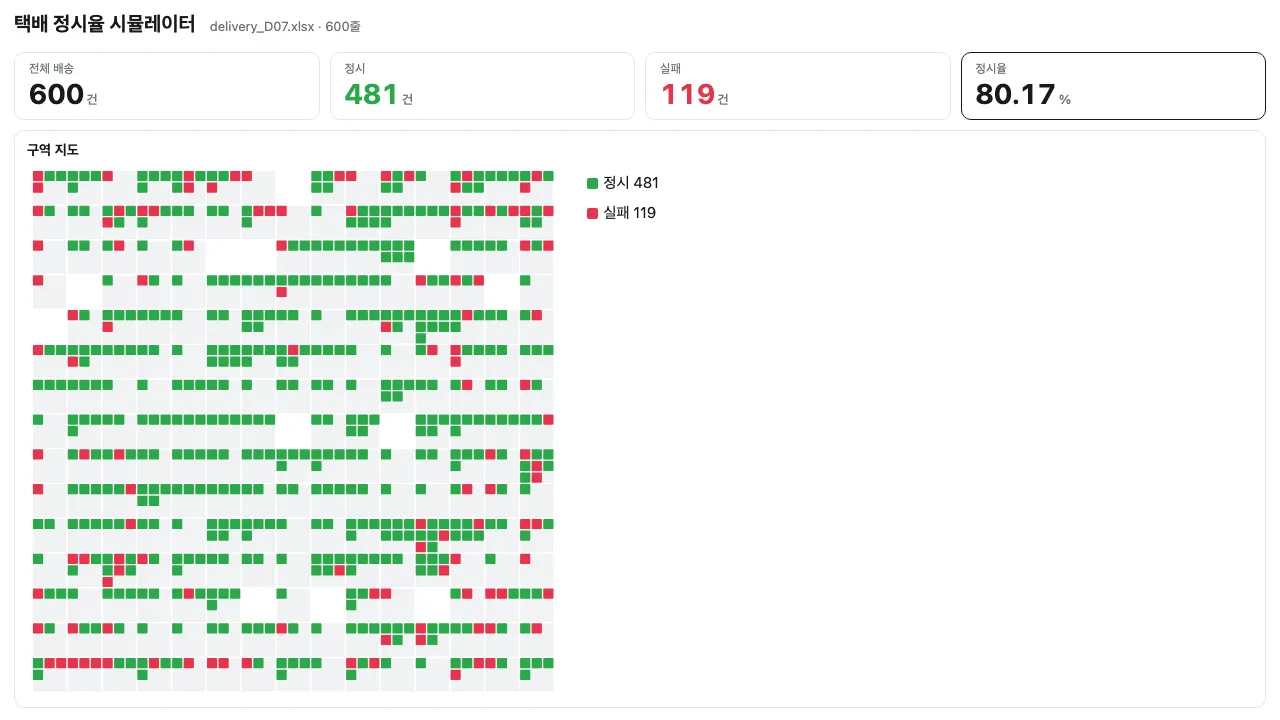 택배 정시율 시뮬레이터 delivery_D07.xlsx · 600줄
전체 배송
600 건
정시
481 건
실패
119 건
정시율
80.17 %
구역 지도
정시 481
실패 119